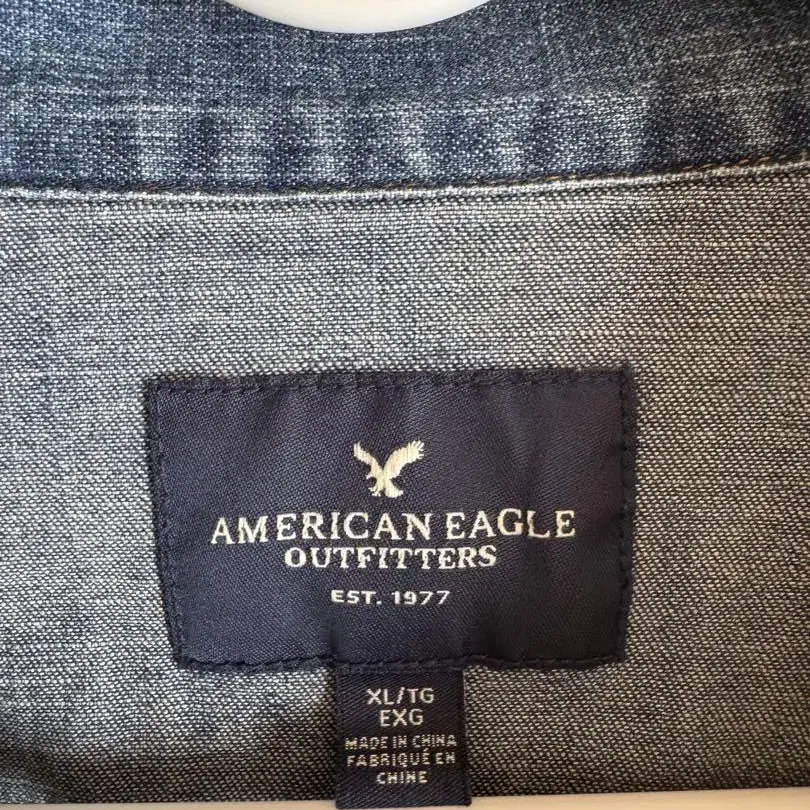 AMERICAN EAGLE
OUTFITTERS
EST. 1977
XL/TG
EXG
MADE IN CHINA
FABRIQUÉ EN
CHINE